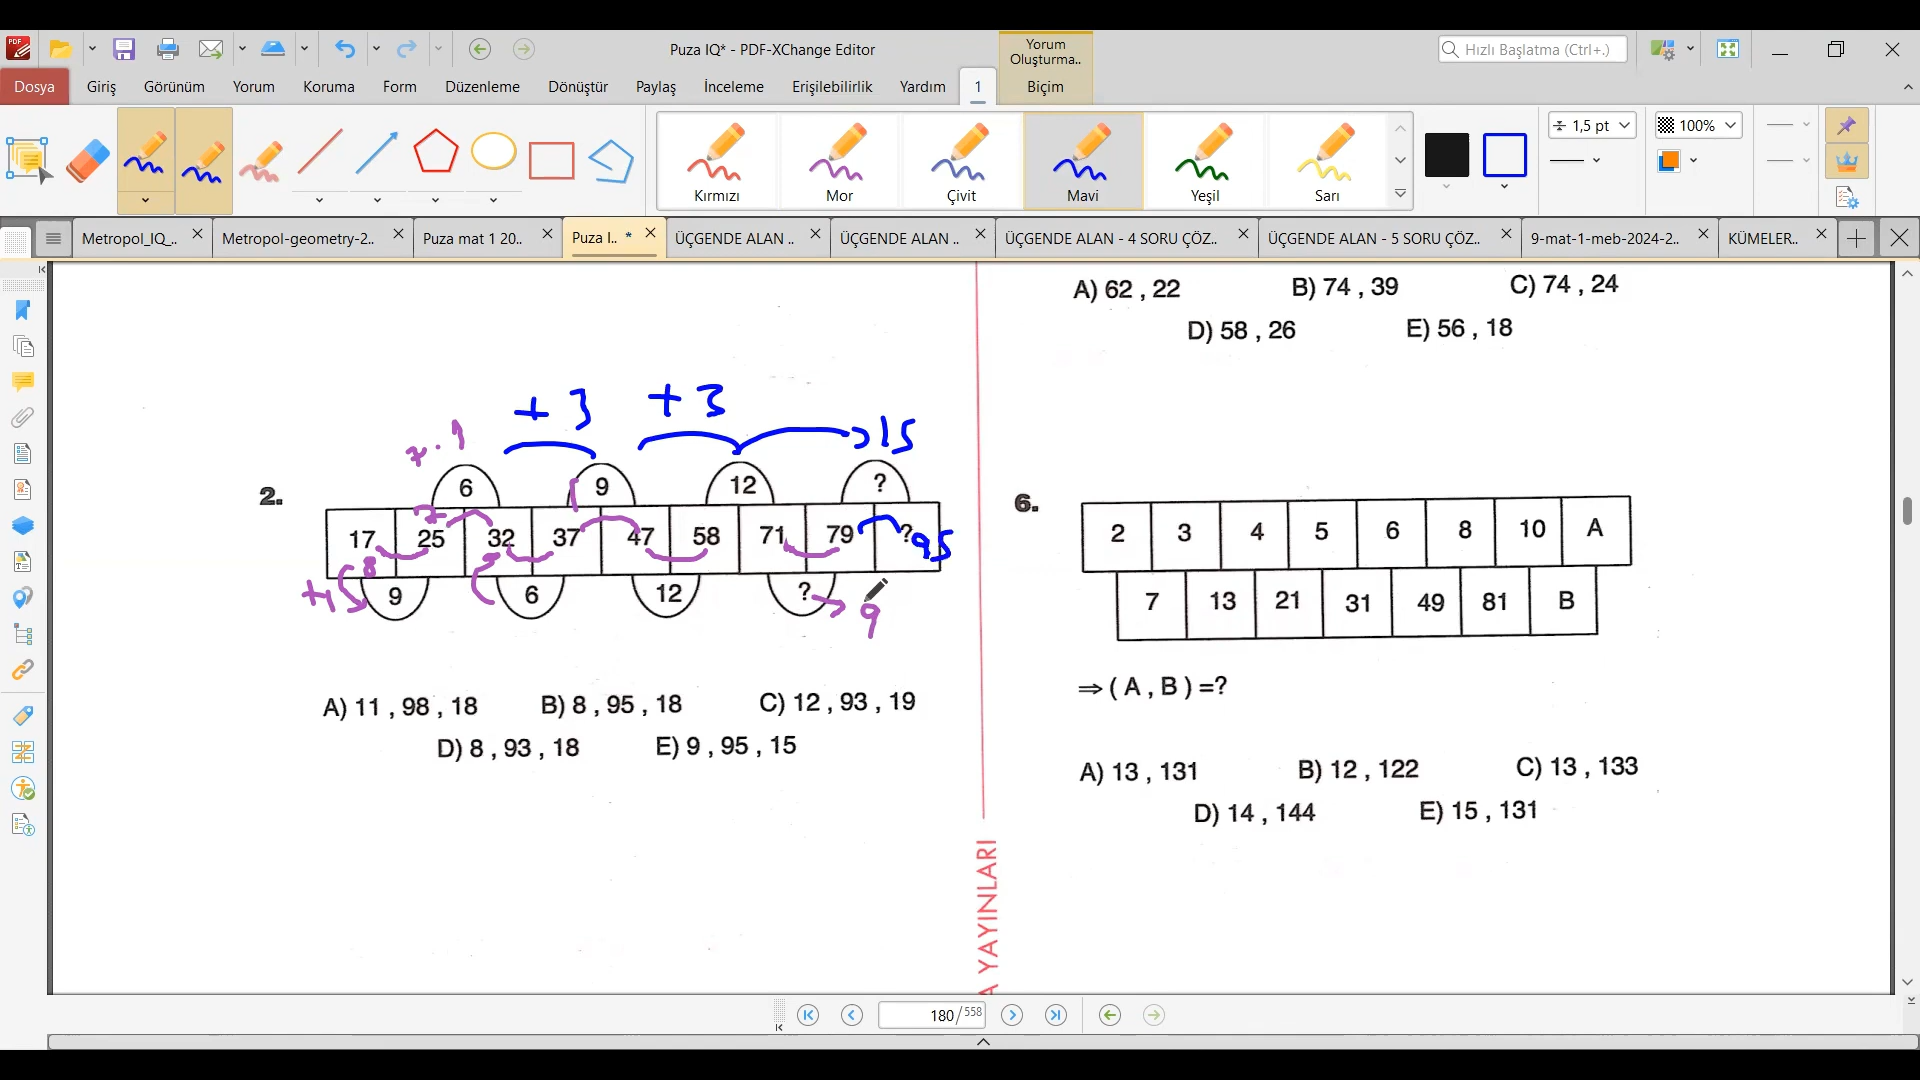 Puza IQ* - PDF-XChange Editor
Yorum
Oluşturma..
Hızlı Başlatma (Ctrl+.)
Dosya Giriş Görünüm Yorum Koruma Form Düzenleme Dönüştür Paylaş İnceleme Erişilebilirlik Yardım 1 Biçim
Kırmızı Mor Çivit Mavi Yeşil Sarı
1,5 pt 100%
Metropol_IQ_.. Metropol-geometry-2.. Puza mat 1 20.. Puza I.. * ÜÇGENDE ALAN .. ÜÇGENDE ALAN .. ÜÇGENDE ALAN - 4 SORU ÇÖZ.. ÜÇGENDE ALAN - 5 SORU ÇÖZ.. 9-mat-1-meb-2024-2.. KÜMELER..
A) 62 , 22 B) 74 , 39 C) 74 , 24
D) 58 , 26 E) 56 , 18
+ 3 + 3 15
2.
6 9 12 ?
17 25 32 37 47 58 71 79 ? 95
7
8
+1 9 6 12 ? 9
A) 11 , 98 , 18 B) 8 , 95 , 18 C) 12 , 93 , 19
D) 8 , 93 , 18 E) 9 , 95 , 15
6.
2 3 4 5 6 8 10 A
7 13 21 31 49 81 B
⇒ ( A , B ) =?
A) 13 , 131 B) 12 , 122 C) 13 , 133
D) 14 , 144 E) 15 , 131
YAYINLARI
180 / 558